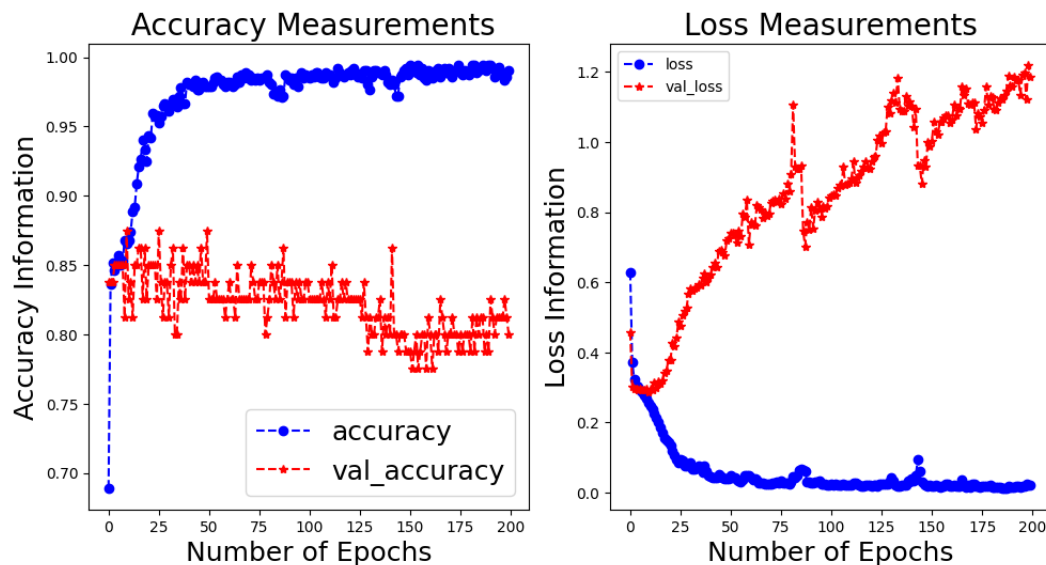 Accuracy Measurements
Accuracy Information
1.00
0.95
0.90
0.85
0.80
0.75
0.70
accuracy
val_accuracy
0 25 50 75 100 125 150 175 200
Number of Epochs
Loss Measurements
Loss Information
1.2
1.0
0.8
0.6
0.4
0.2
0.0
loss
val_loss
0 25 50 75 100 125 150 175 200
Number of Epochs